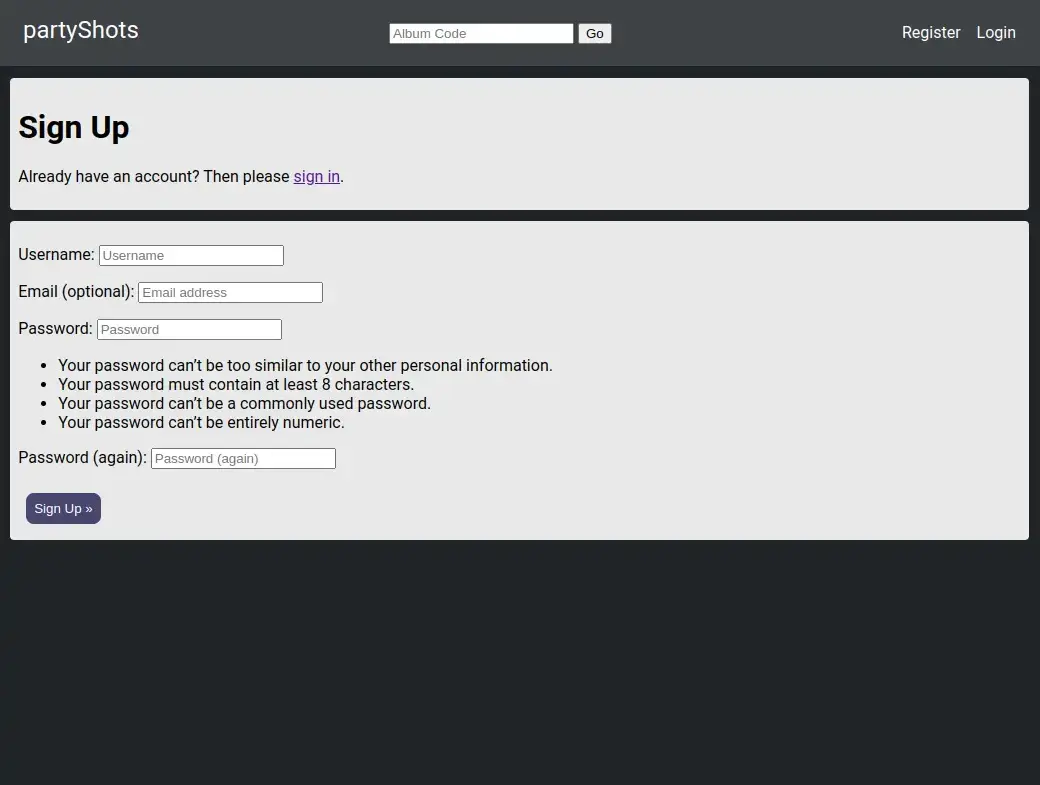 partyShots
Album Code Go
Register Login
Sign Up
Already have an account? Then please sign in.
Username: Username
Email (optional): Email address
Password: Password
• Your password can’t be too similar to your other personal information.
• Your password must contain at least 8 characters.
• Your password can’t be a commonly used password.
• Your password can’t be entirely numeric.
Password (again): Password (again)
Sign Up »